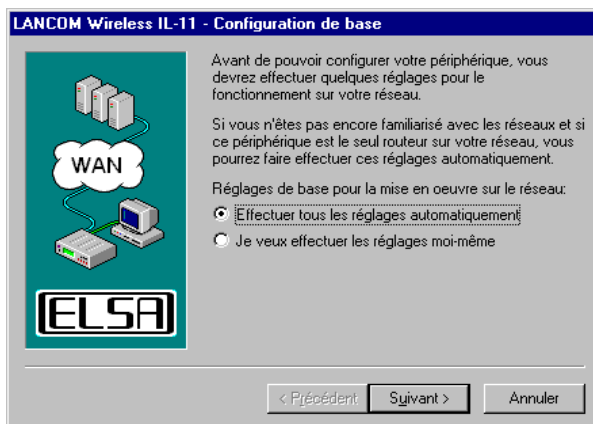 LANCOM Wireless IL-11 - Configuration de base
Avant de pouvoir configurer votre périphérique, vous
devrez effectuer quelques réglages pour le
fonctionnement sur votre réseau.
Si vous n'êtes pas encore familiarisé avec les réseaux et si
ce périphérique est le seul routeur sur votre réseau, vous
pourrez faire effectuer ces réglages automatiquement.
Réglages de base pour la mise en oeuvre sur le réseau:
Effectuer tous les réglages automatiquement
Je veux effectuer les réglages moi-même
WAN
ELSA
< Précédent
Suivant >
Annuler